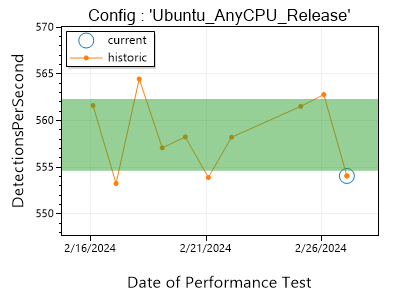 Config : 'Ubuntu_AnyCPU_Release'
570
565
560
555
550
DetectionsPerSecond
current
historic
2/16/2024
2/21/2024
2/26/2024
Date of Performance Test